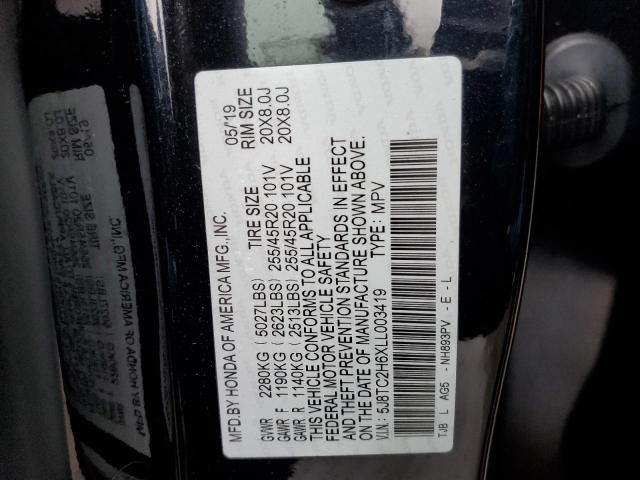 MFD.BY HONDA OF AMERICA MFG.,INC. 05/'19
TIRE SIZE RIM SIZE
GVWR 2280KG ( 5027LBS)
GAWR F 1190KG ( 2623LBS) 255/45R20 101V 20X8.0J
GAWR R 1140KG ( 2513LBS) 255/45R20 101V 20X8.0J
THIS VEHICLE CONFORMS TO ALL APPLICABLE
FEDERAL MOTOR VEHICLE SAFETY
AND THEFT PREVENTION STANDARDS IN EFFECT
ON THE DATE OF MANUFACTURE SHOWN ABOVE.
V.I.N.: 5J8TC2H6XLL003419 TYPE: MPV
TJB L AG5 - NH893PV - E - L